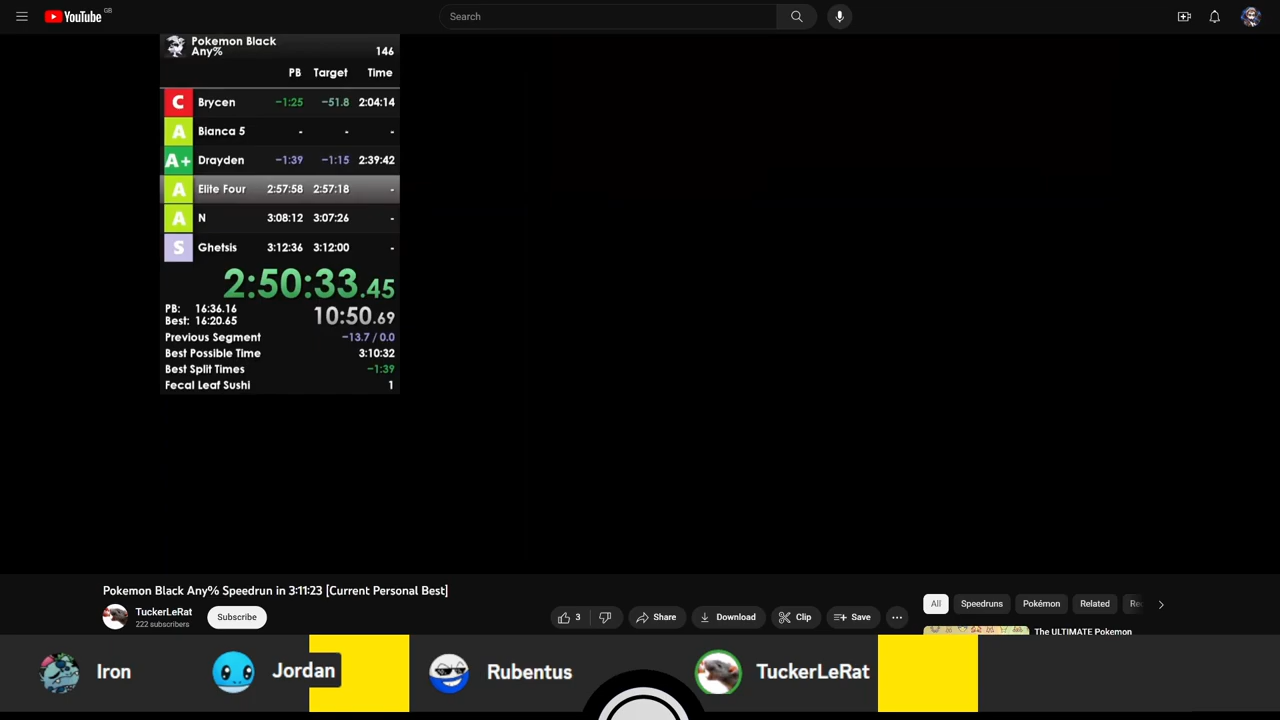 YouTube GB
Search
Pokemon Black
Any% 146
PB Target Time
C Brycen −1:25 −51.8 2:04:14
A Bianca 5 - - -
A+ Drayden −1:39 −1:15 2:39:42
A Elite Four 2:57:58 2:57:18 -
A N 3:08:12 3:07:26 -
S Ghetsis 3:12:36 3:12:00 -
2:50:33.45
PB: 16:36.16 10:50.69
Best: 16:20.65
Previous Segment −13.7 / 0.0
Best Possible Time 3:10:32
Best Split Times −1:39
Fecal Leaf Sushi 1
Pokemon Black Any% Speedrun in 3:11:23 [Current Personal Best]
TuckerLeRat
222 subscribers
Subscribe
3
Share
Download
Clip
Save
All Speedruns Pokémon Related
The ULTIMATE Pokemon
Iron Jordan Rubentus TuckerLeRat